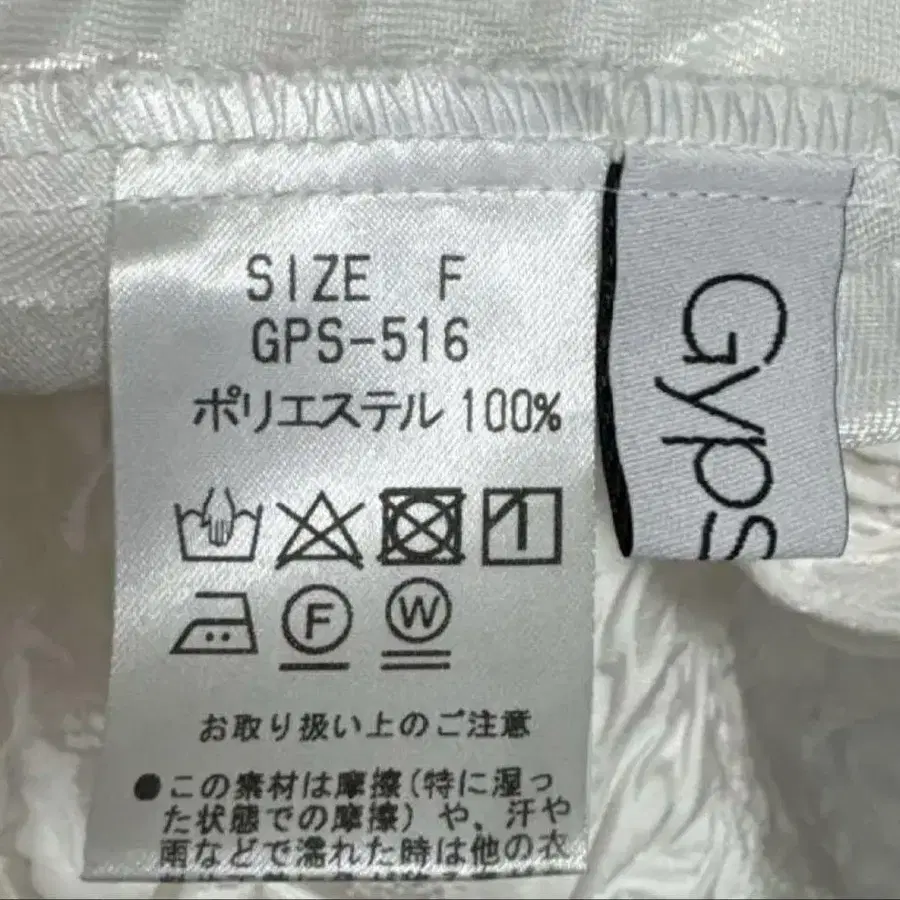 SIZE F
GPS-516
ポリエステル 100%
F
W
お取り扱い上のご注意
●この素材は摩擦(特に湿っ
た状態での摩擦)や、汗や
雨などで濡れた時は他の衣
Gyps